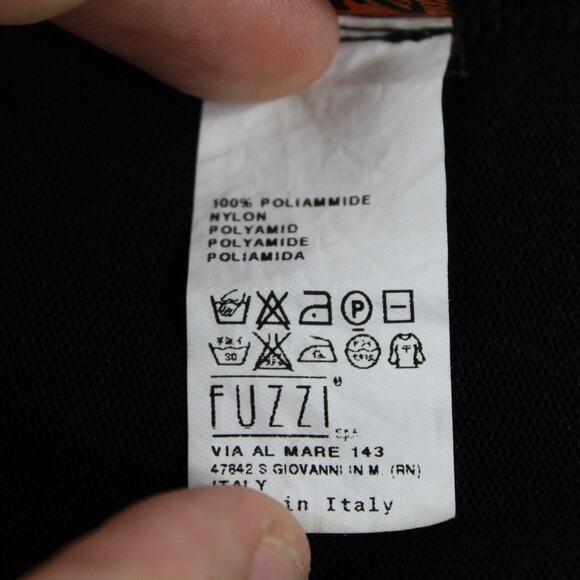 100% POLIAMMIDE
NYLON
POLYAMID
POLYAMIDE
POLIAMIDA
P
FUZZI®
S.p.A.
VIA AL MARE 143
47842 S GIOVANNI IN M. (RN)
ITALY
in Italy